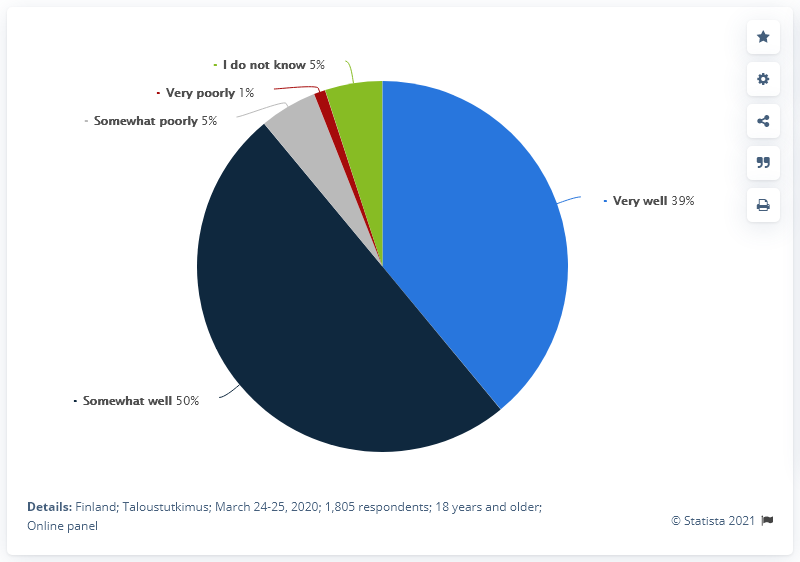 I do not know 5%
Very poorly 1%
Somewhat poorly 5%
Very well 39%
Somewhat well 50%
Details: Finland; Taloustutkimus; March 24-25, 2020; 1,805 respondents; 18 years and older;
Online panel
© Statista 2021